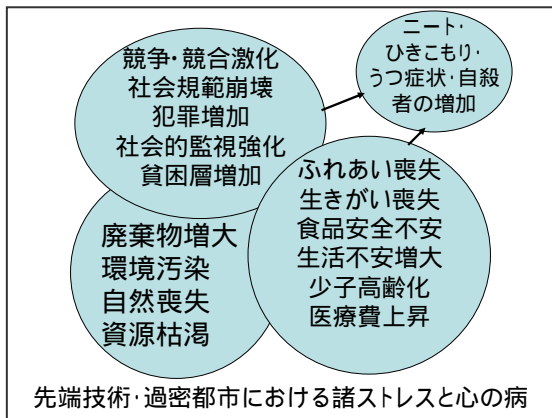 競争・競合激化
社会規範崩壊
犯罪増加
社会的監視強化
貧困層増加
ニート・
ひきこもり・
うつ症状・自殺
者の増加
ふれあい喪失
生きがい喪失
食品安全不安
生活不安増大
少子高齢化
医療費上昇
廃棄物増大
環境汚染
自然喪失
資源枯渇
先端技術・過密都市における諸ストレスと心の病